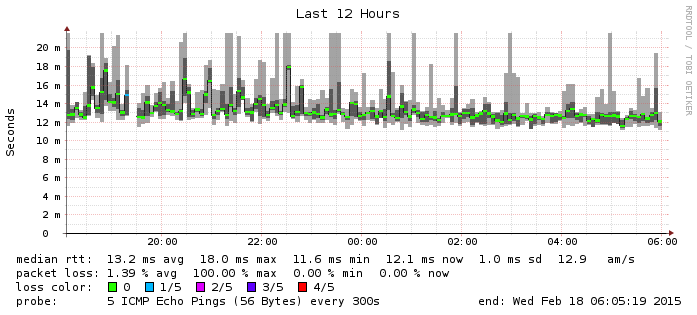 Last 12 Hours
RRDTOOL / TOBI OETIKER
Seconds
20 m
18 m
16 m
14 m
12 m
10 m
8 m
6 m
4 m
2 m
0
20:00 22:00 00:00 02:00 04:00 06:00
median rtt: 13.2 ms avg 18.0 ms max 11.6 ms min 12.1 ms now 1.0 ms sd 12.9 am/s
packet loss: 1.39 % avg 100.00 % max 0.00 % min 0.00 % now
loss color: 0 1/5 2/5 3/5 4/5
probe: 5 ICMP Echo Pings (56 Bytes) every 300s end: Wed Feb 18 06:05:19 2015